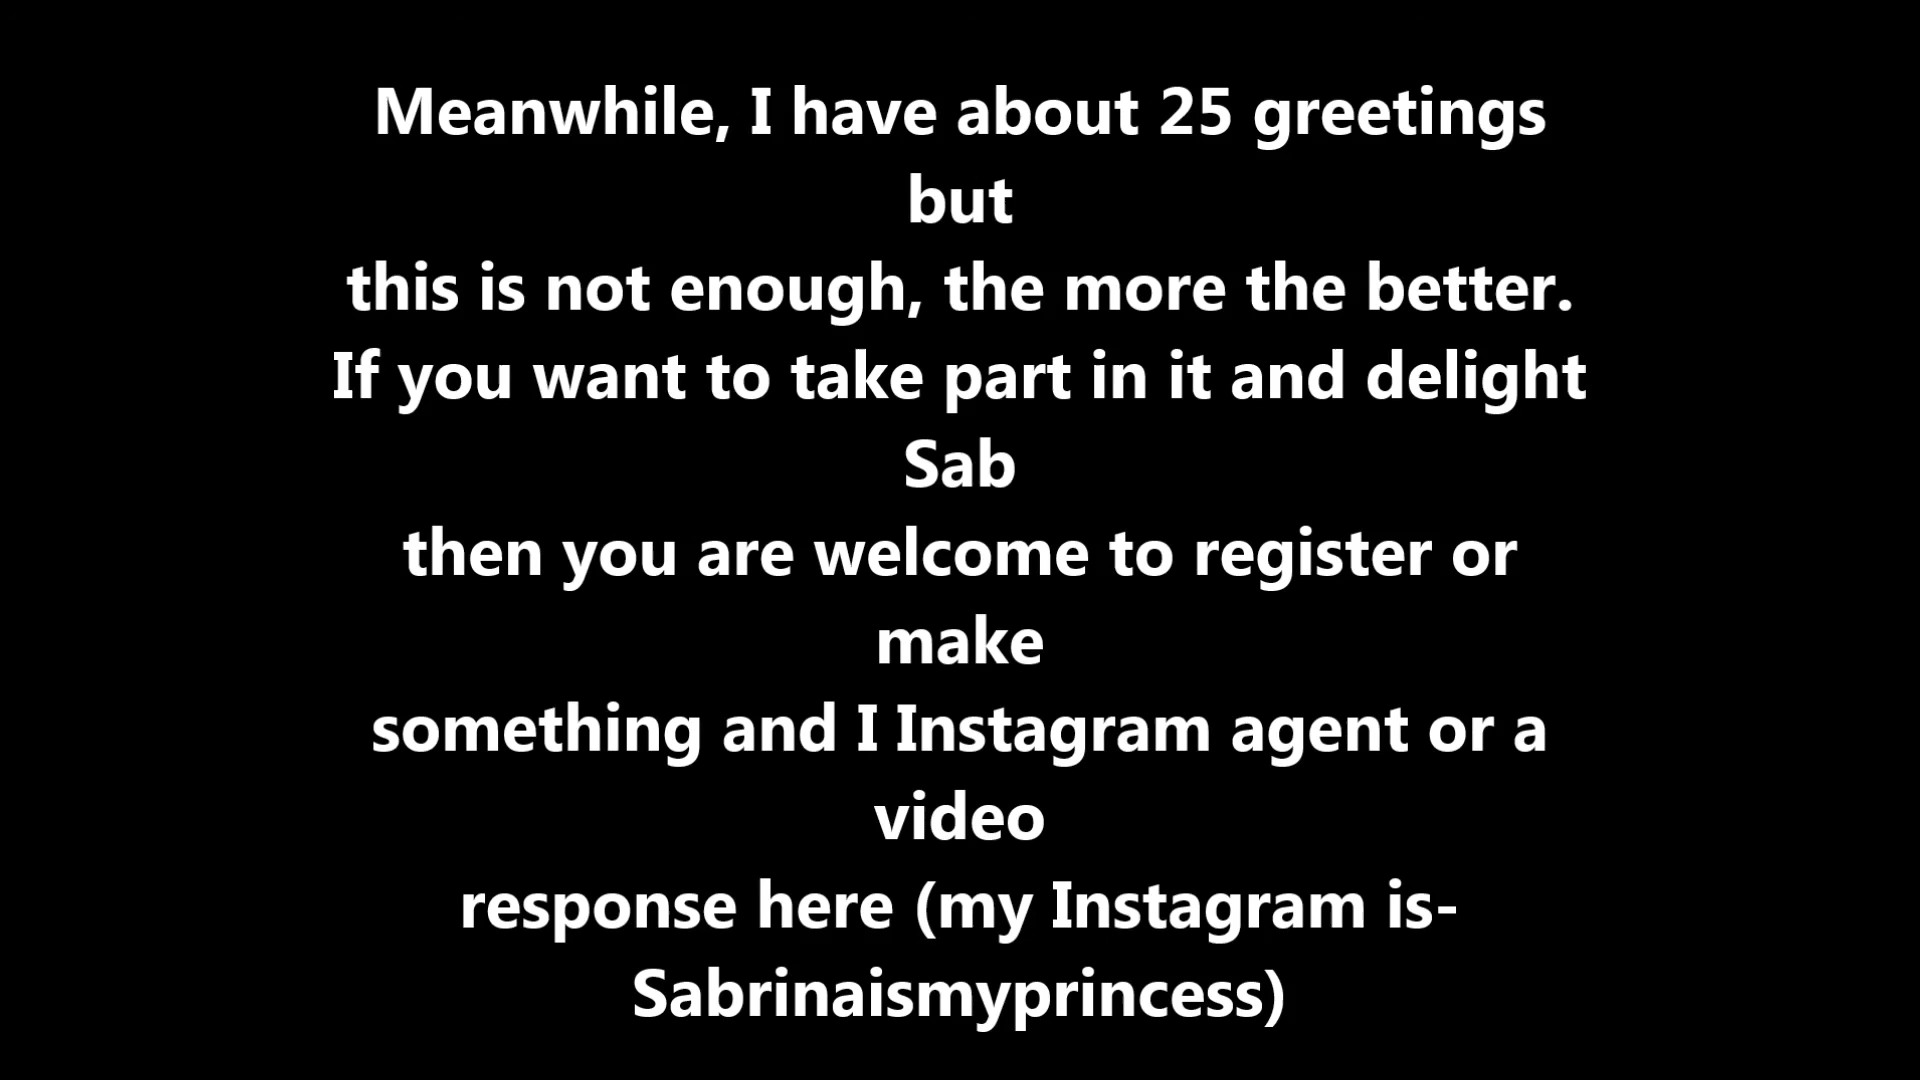 Meanwhile, I have about 25 greetings
but
this is not enough, the more the better.
If you want to take part in it and delight
Sab
then you are welcome to register or
make
something and I Instagram agent or a
video
response here (my Instagram is-
Sabrinaismyprincess)